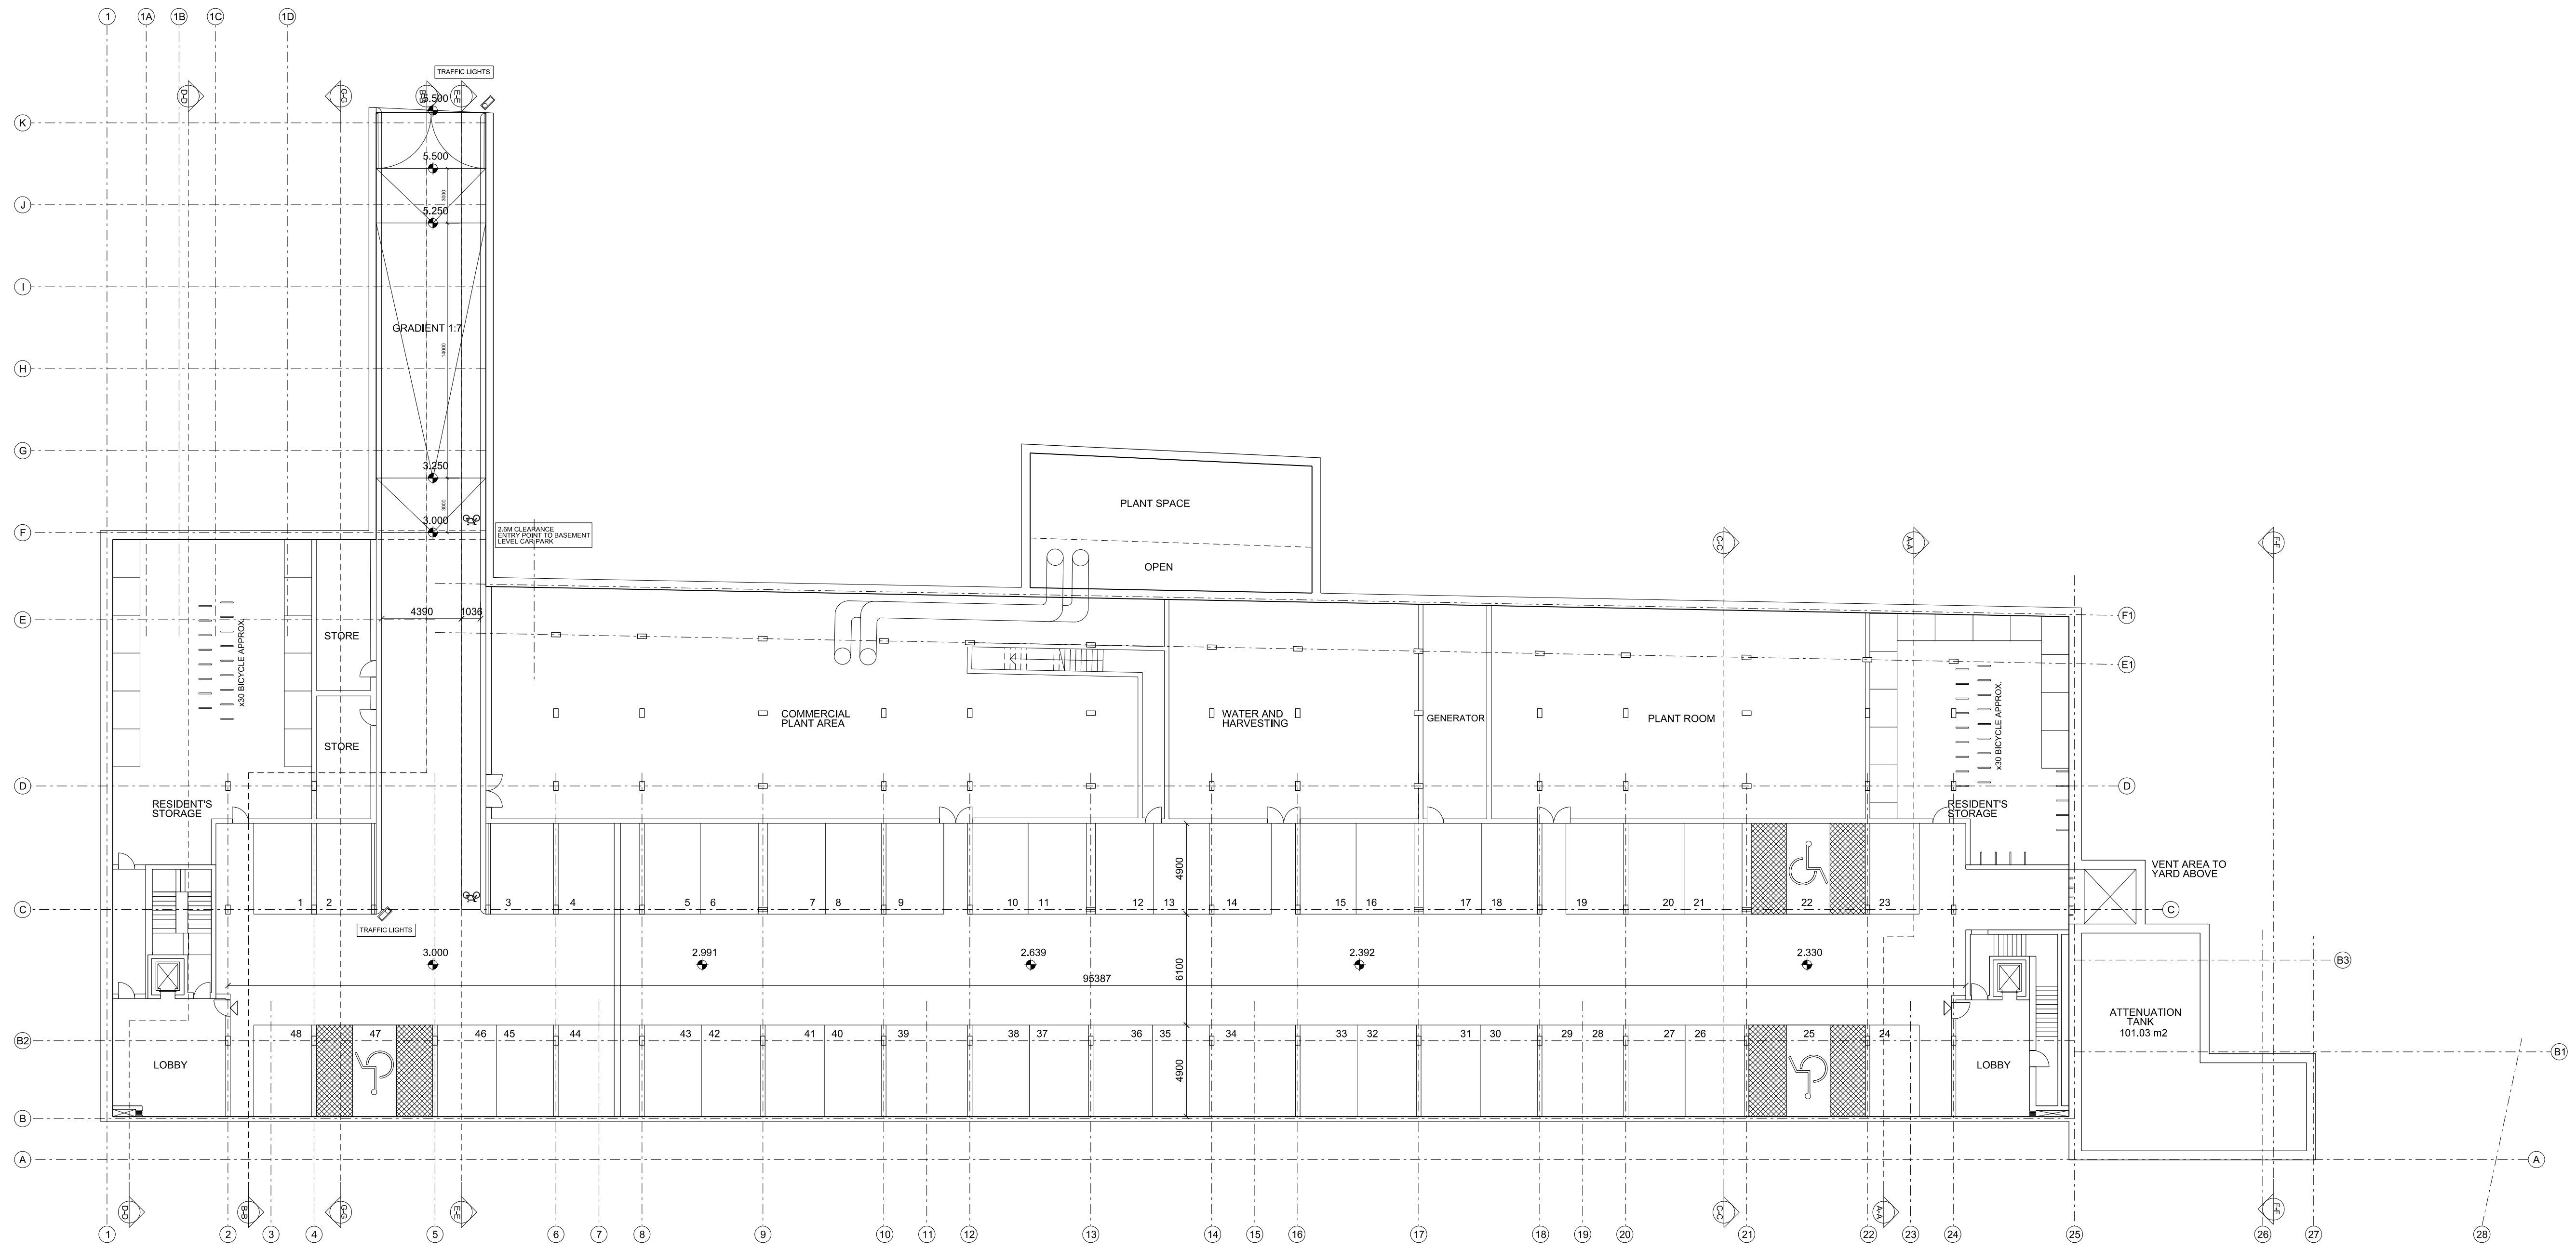 1
1A
1B
1C
1D
TRAFFIC LIGHTS
D-D
G-G
B-B
E-E
5.500
K
5.500
3000
J
5.250
I
GRADIENT 1:7
14000
H
G
3.250
3000
PLANT SPACE
3.000
F
2.6M CLEARANCE
ENTRY POINT TO BASEMENT
LEVEL CAR PARK
C-C
A-A
F-F
OPEN
4390
1036
E
F1
STORE
x30 BICYCLE APPROX.
E1
COMMERCIAL
PLANT AREA
WATER AND
HARVESTING
GENERATOR
PLANT ROOM
x30 BICYCLE APPROX.
STORE
D
D
RESIDENT'S
STORAGE
RESIDENT'S
STORAGE
4900
VENT AREA TO
YARD ABOVE
1
2
3
4
5
6
7
8
9
10
11
12
13
14
15
16
17
18
19
20
21
22
23
C
C
TRAFFIC LIGHTS
3.000
2.991
2.639
2.392
2.330
B3
6100
95387
ATTENUATION
TANK
101.03 m2
48
47
46
45
44
43
42
41
40
39
38
37
36
35
34
33
32
31
30
29
28
27
26
25
24
B2
B1
LOBBY
4900
LOBBY
B
A
A
D-D
B-B
G-G
E-E
C-C
A-A
F-F
1
2
3
4
5
6
7
8
9
10
11
12
13
14
15
16
17
18
19
20
21
22
23
24
25
26
27
28